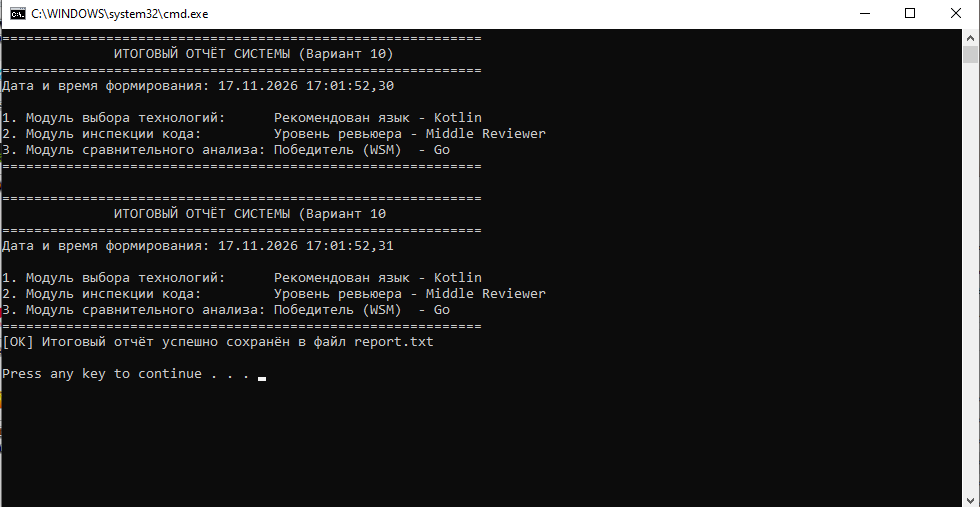 C:\WINDOWS\system32\cmd.exe
============================================================
ИТОГОВЫЙ ОТЧЁТ СИСТЕМЫ (Вариант 10)
============================================================
Дата и время формирования: 17.11.2026 17:01:52,30
1. Модуль выбора технологий: Рекомендован язык - Kotlin
2. Модуль инспекции кода: Уровень ревьюера - Middle Reviewer
3. Модуль сравнительного анализа: Победитель (WSM) - Go
============================================================
============================================================
ИТОГОВЫЙ ОТЧЁТ СИСТЕМЫ (Вариант 10
============================================================
Дата и время формирования: 17.11.2026 17:01:52,31
1. Модуль выбора технологий: Рекомендован язык - Kotlin
2. Модуль инспекции кода: Уровень ревьюера - Middle Reviewer
3. Модуль сравнительного анализа: Победитель (WSM) - Go
============================================================
[OK] Итоговый отчёт успешно сохранён в файл report.txt
Press any key to continue . . .